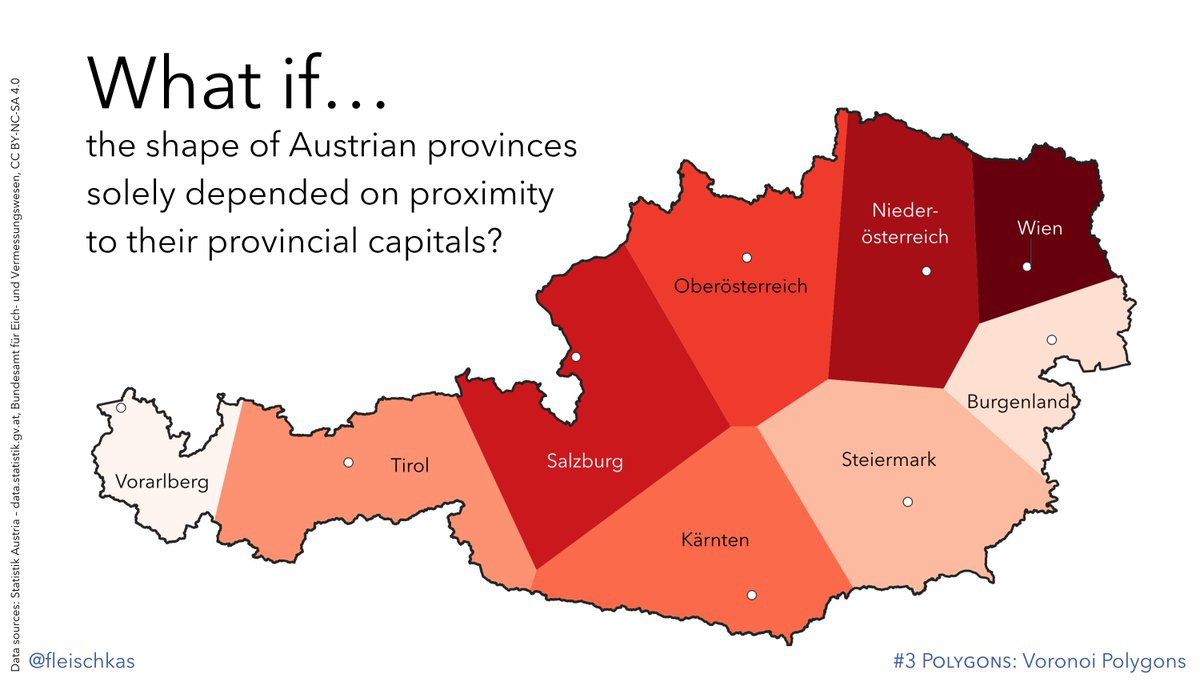 What if…
the shape of Austrian provinces
solely depended on proximity
to their provincial capitals?
Nieder-
österreich
Wien
Oberösterreich
Burgenland
Steiermark
Salzburg
Tirol
Vorarlberg
Kärnten
Data sources: Statistik Austria – data.statistik.gv.at, Bundesamt für Eich- und Vermessungswesen, CC BY-NC-SA 4.0
@fleischkas
#3 POLYGONS: Voronoi Polygons